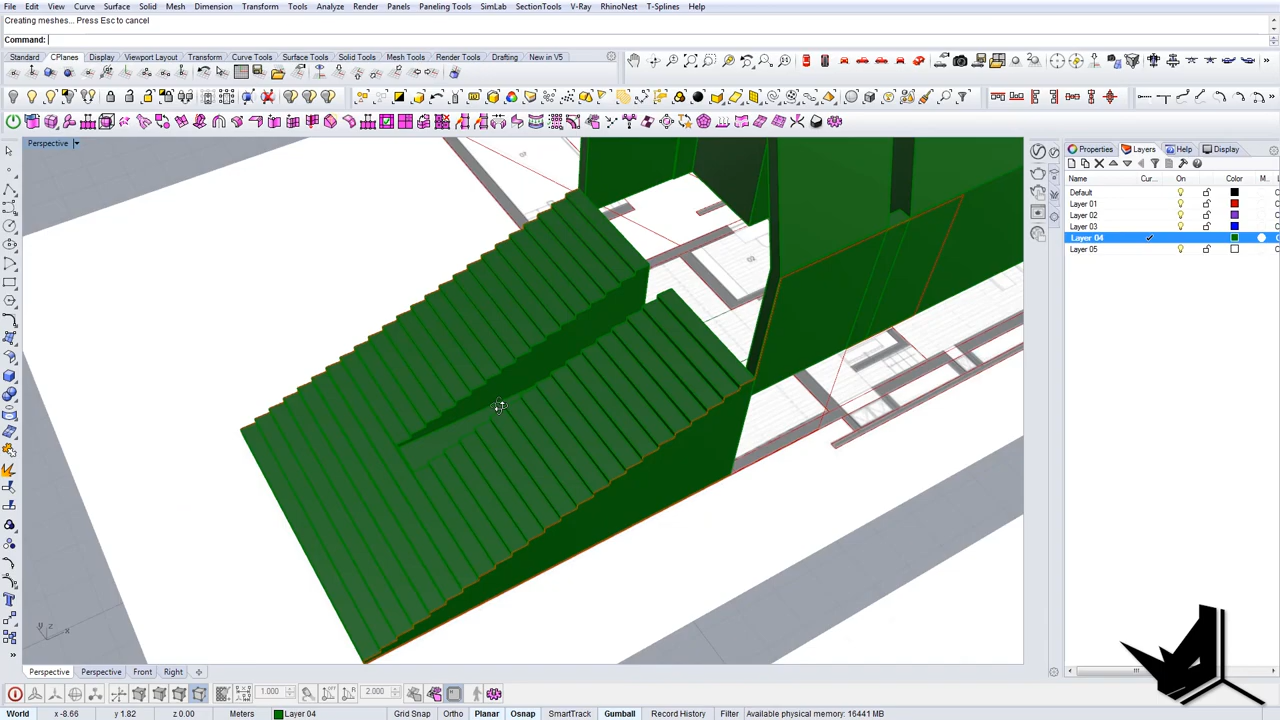 File Edit View Curve Surface Solid Mesh Dimension Transform Tools Analyze Render Panels Paneling Tools SimLab SectionTools V-Ray RhinoNest T-Splines Help
Creating meshes... Press Esc to cancel
Command:
Standard CPlanes Display Viewport Layout Transform Curve Tools Surface Tools Solid Tools Mesh Tools Render Tools Drafting New in V5
Perspective
Properties Layers Help Display
Name Cur... On Color M.
Default
Layer 01
Layer 02
Layer 03
Layer 04
Layer 05
y z x
Perspective Perspective Front Right
1.000 2.000
World x -8.66 y 1.82 z 0.00 Meters Layer 04 Grid Snap Ortho Planar Osnap SmartTrack Gumball Record History Filter Available physical memory: 16441 MB